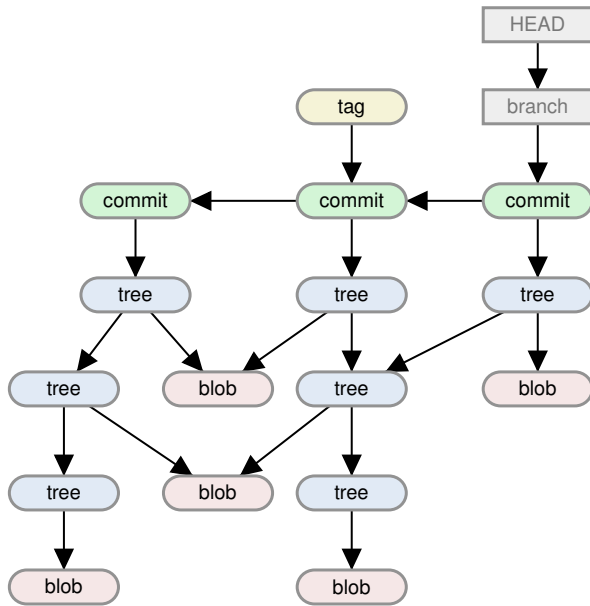 HEAD
tag branch
commit commit commit
tree tree tree
tree blob tree blob
tree blob tree
blob blob